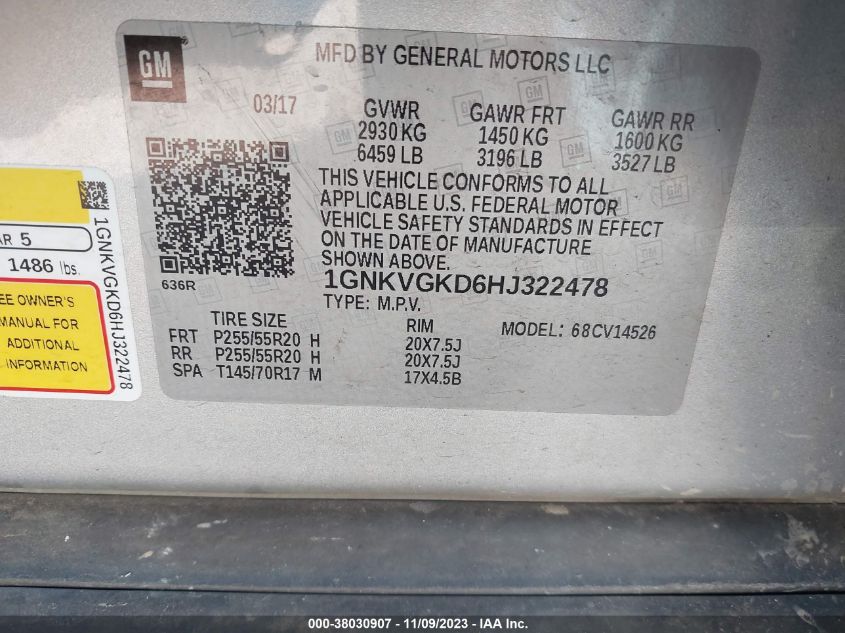 GM
MFD BY GENERAL MOTORS LLC
03/17
GVWR GAWR FRT GAWR RR
2930 KG 1450 KG 1600 KG
6459 LB 3196 LB 3527 LB
THIS VEHICLE CONFORMS TO ALL
APPLICABLE U.S. FEDERAL MOTOR
VEHICLE SAFETY STANDARDS IN EFFECT
ON THE DATE OF MANUFACTURE
SHOWN ABOVE.
636R
1GNKVGKD6HJ322478
TYPE: M.P.V.
MODEL: 68CV14526
TIRE SIZE RIM
FRT P255/55R20 H 20X7.5J
RR P255/55R20 H 20X7.5J
SPA T145/70R17 M 17X4.5B
AR 5
1486 lbs.
EE OWNER'S
MANUAL FOR
ADDITIONAL
INFORMATION
1GNKVGKD6HJ322478
000-38030907 - 11/09/2023 - IAA Inc.